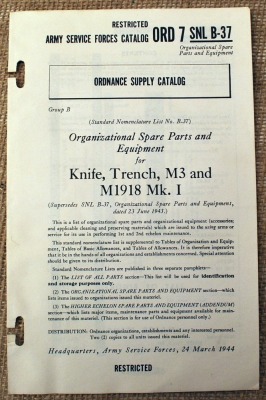 RESTRICTED
ARMY SERVICE FORCES CATALOG ORD 7 SNL B-37
Organizational Spare
Parts and Equipment
ORDNANCE SUPPLY CATALOG
Group B
(Standard Nomenclature List No. B-37)
Organizational Spare Parts and
Equipment
for
Knife, Trench, M3 and
M1918 Mk. I
(Supersedes SNL B-37, Organizational Spare Parts and Equipment,
dated 23 June 1943.)
This is a list of organizational spare parts and organizational equipment (accessories
and applicable cleaning and preserving materials) which are issued to the using arms or
service for its use in performing 1st and 2nd echelon maintenance.
This standard nomenclature list is supplemental to Tables of Organization and Equip-
ment, Tables of Basic Allowances, and Tables of Allowances. It is therefore imperative
that it be in the hands of all organizations and establishments concerned. Special attention
should be given to its distribution.
Standard Nomenclature Lists are published in three separate pamphlets—
(1) The LIST OF ALL PARTS section—This list will be used for identification
and storage purposes only.
(2) The ORGANIZATIONAL SPARE PARTS AND EQUIPMENT section—which
lists items issued to organizations issued this materiel.
(3) The HIGHER ECHELON SPARE PARTS AND EQUIPMENT (ADDENDUM)
section—which lists major items, maintenance parts and equipment available for main-
tenance of this materiel. (This section is for use of Ordnance personnel only.)
DISTRIBUTION: Ordnance organizations, establishments and any interested personnel.
Two (2) copies to all units issued this materiel.
Headquarters, Army Service Forces, 24 March 1944
RESTRICTED